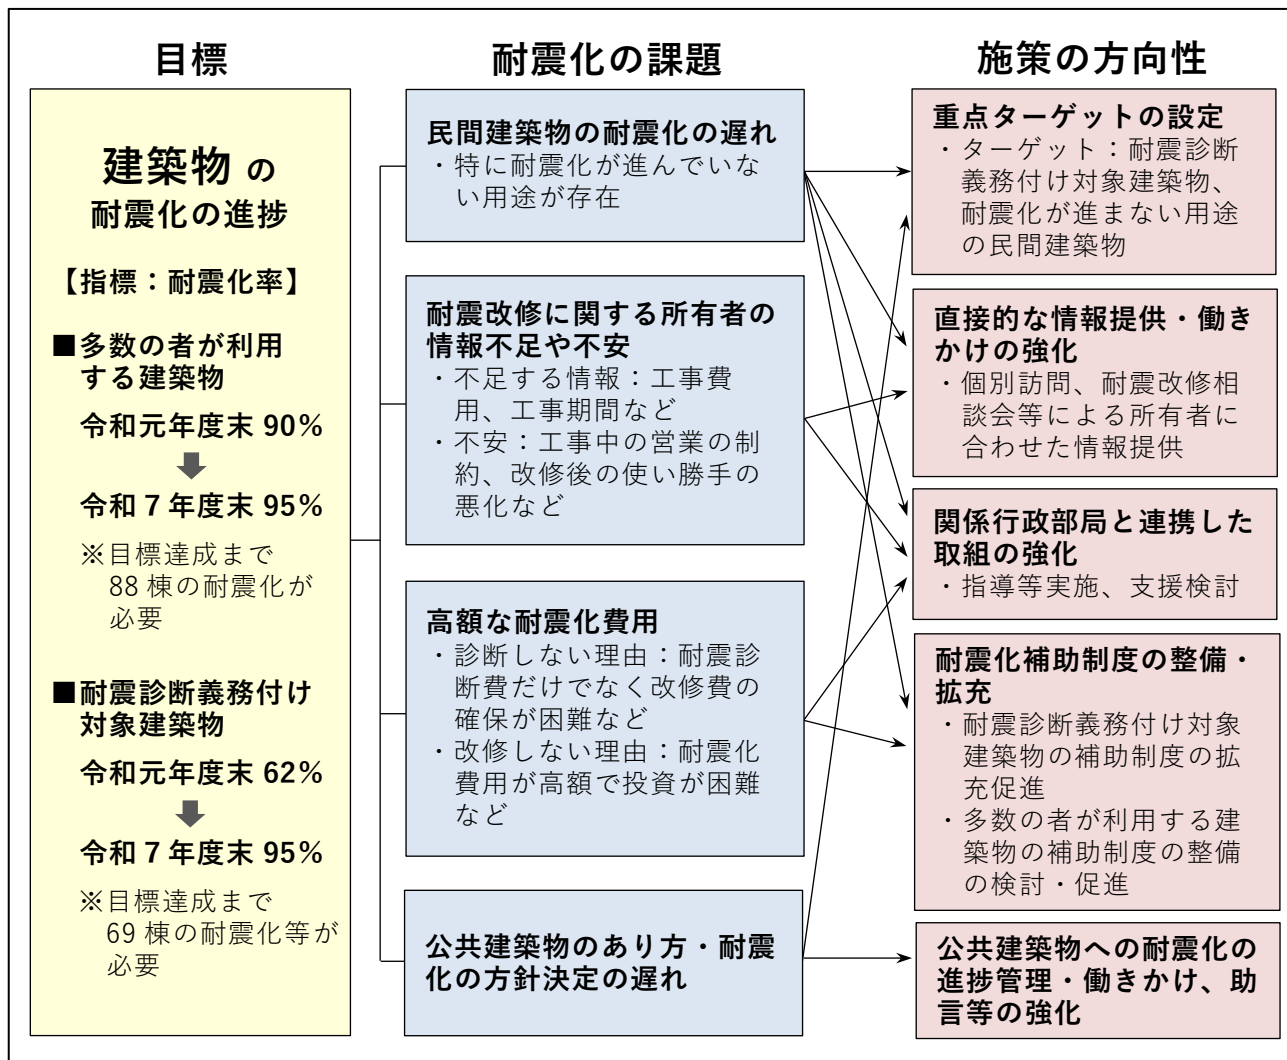 目標
建築物 の
耐震化の進捗
【指標：耐震化率】
■多数の者が利用
する建築物
令和元年度末 90%
令和７年度末 95%
※目標達成まで
88 棟の耐震化が
必要
■耐震診断義務付け
対象建築物
令和元年度末 62%
令和７年度末 95%
※目標達成まで
69 棟の耐震化等が
必要
耐震化の課題
民間建築物の耐震化の遅れ
・特に耐震化が進んでいな
い用途が存在
耐震改修に関する所有者の
情報不足や不安
・不足する情報：工事費
用、工事期間など
・不安：工事中の営業の制
約、改修後の使い勝手の
悪化など
高額な耐震化費用
・診断しない理由：耐震診
断費だけでなく改修費の
確保が困難など
・改修しない理由：耐震化
費用が高額で投資が困難
など
公共建築物のあり方・耐震
化の方針決定の遅れ
施策の方向性
重点ターゲットの設定
・ターゲット：耐震診断
義務付け対象建築物、
耐震化が進まない用途
の民間建築物
直接的な情報提供・働き
かけの強化
・個別訪問、耐震改修相
談会等による所有者に
合わせた情報提供
関係行政部局と連携した
取組の強化
・指導等実施、支援検討
耐震化補助制度の整備・
拡充
・耐震診断義務付け対象
建築物の補助制度の拡
充促進
・多数の者が利用する建
築物の補助制度の整備
の検討・促進
公共建築物への耐震化の
進捗管理・働きかけ、助
言等の強化